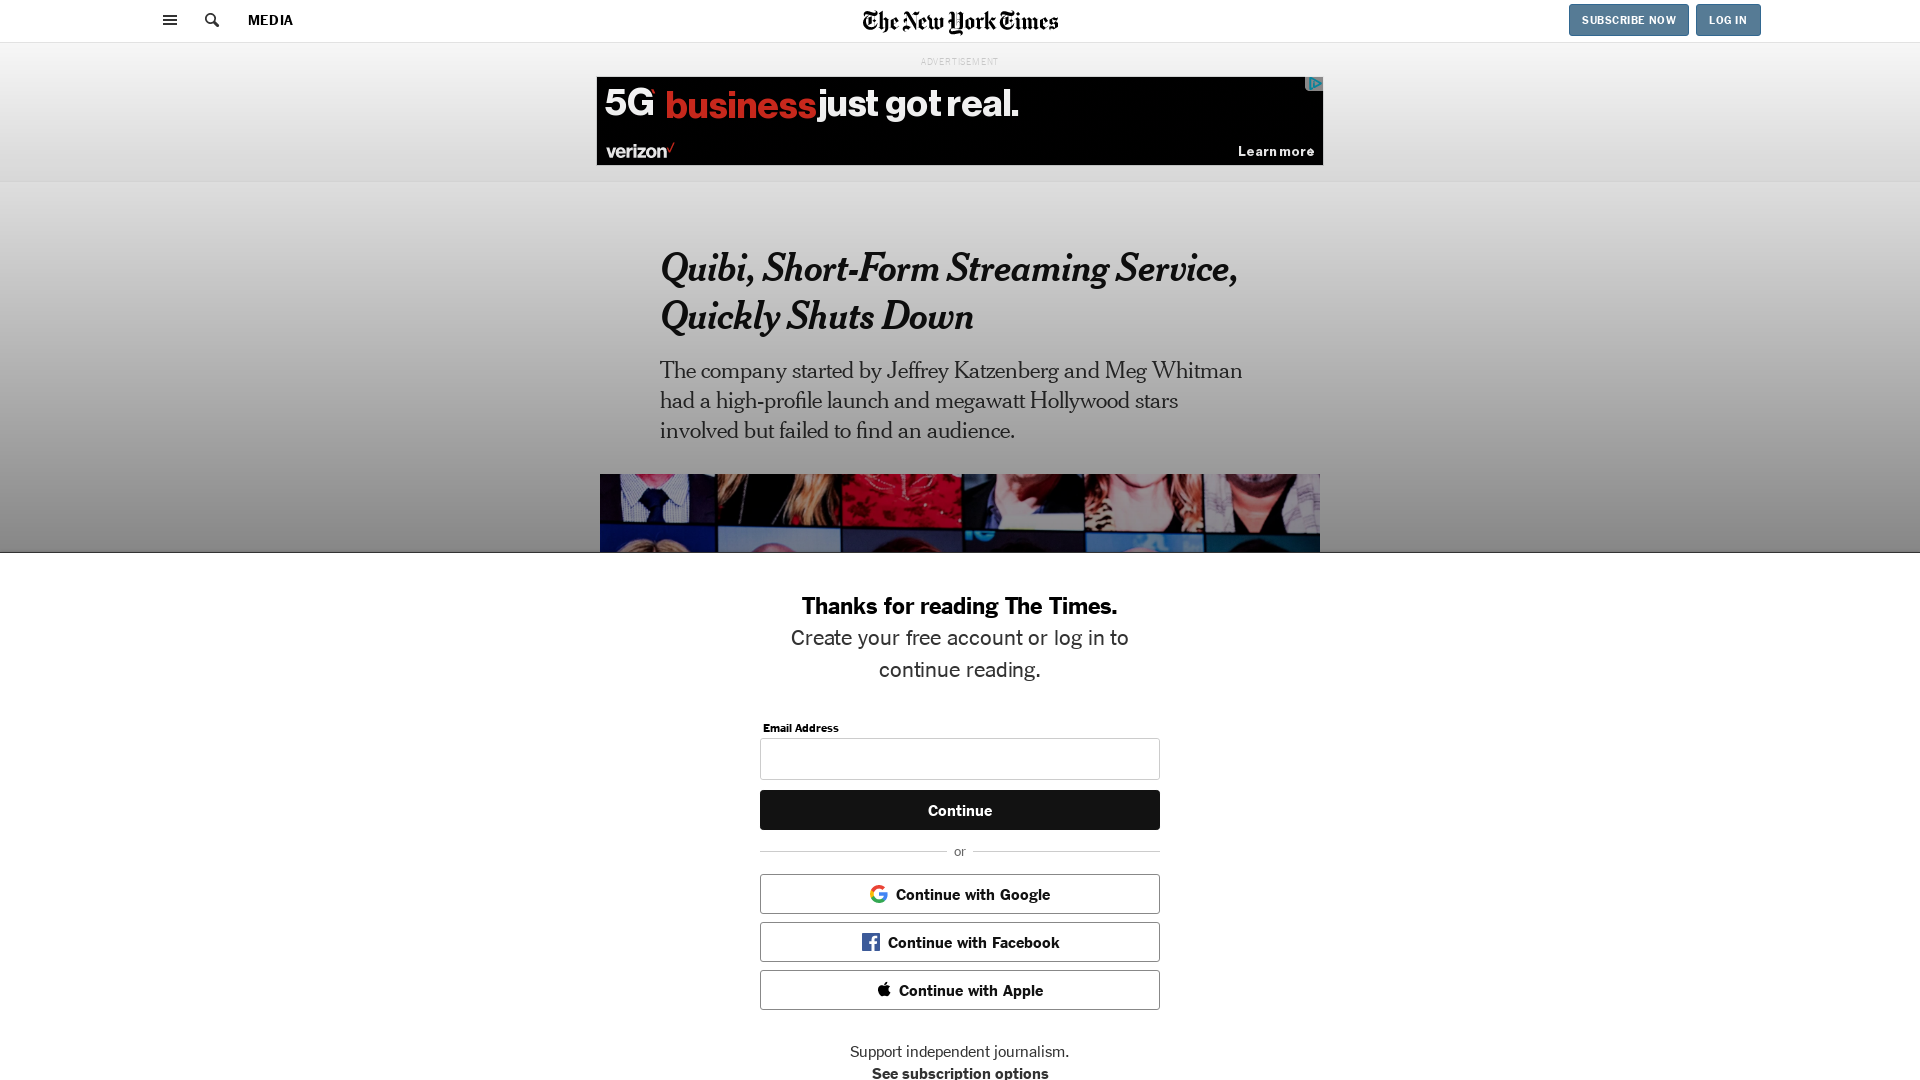 MEDIA
The New York Times
SUBSCRIBE NOW
LOG IN
ADVERTISEMENT
5G business just got real.
verizon
Learn more
Quibi, Short-Form Streaming Service,
Quickly Shuts Down
The company started by Jeffrey Katzenberg and Meg Whitman
had a high-profile launch and megawatt Hollywood stars
involved but failed to find an audience.
Thanks for reading The Times.
Create your free account or log in to
continue reading.
Email Address
Continue
or
Continue with Google
Continue with Facebook
Continue with Apple
Support independent journalism.
See subscription options